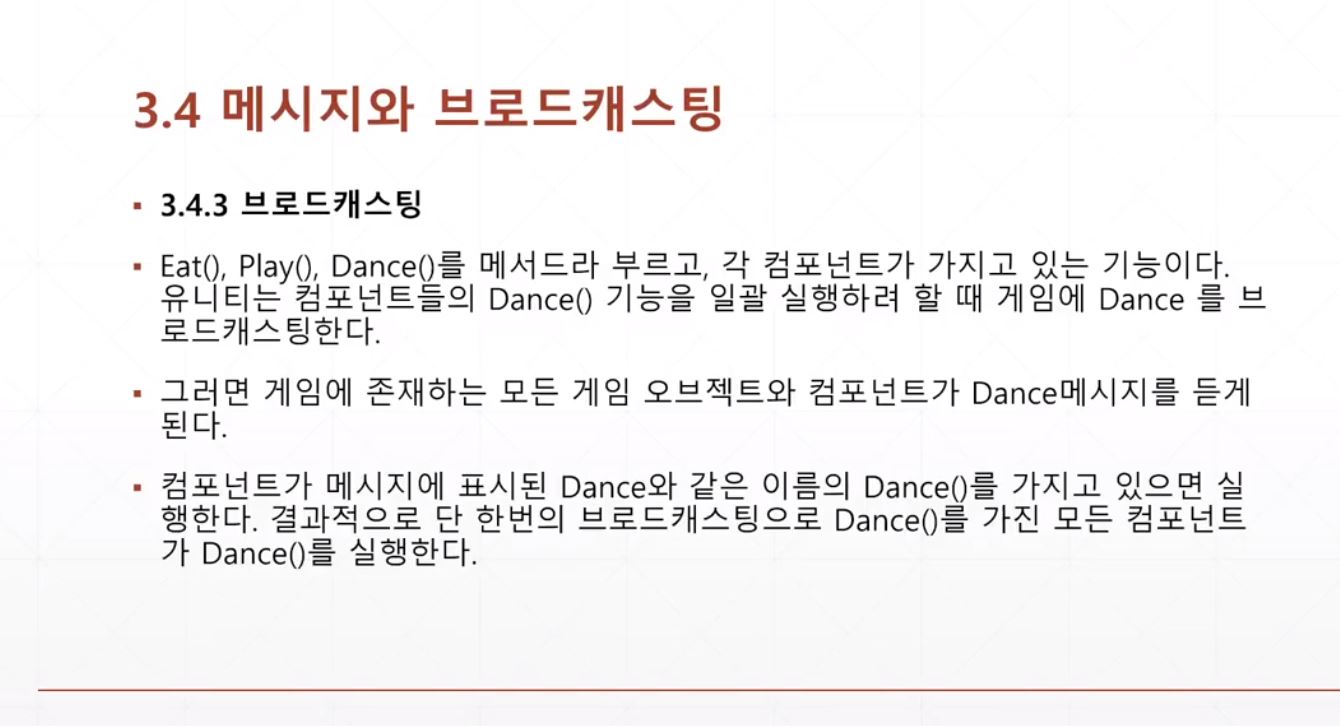 3.4 메시지와 브로드캐스팅
▪ 3.4.3 브로드캐스팅
▪ Eat(), Play(), Dance()를 메서드라 부르고, 각 컴포넌트가 가지고 있는 기능이다.
유니티는 컴포넌트들의 Dance() 기능을 일괄 실행하려 할 때 게임에 Dance 를 브
로드캐스팅한다.
▪ 그러면 게임에 존재하는 모든 게임 오브젝트와 컴포넌트가 Dance메시지를 듣게
된다.
▪ 컴포넌트가 메시지에 표시된 Dance와 같은 이름의 Dance()를 가지고 있으면 실
행한다. 결과적으로 단 한번의 브로드캐스팅으로 Dance()를 가진 모든 컴포넌트
가 Dance()를 실행한다.